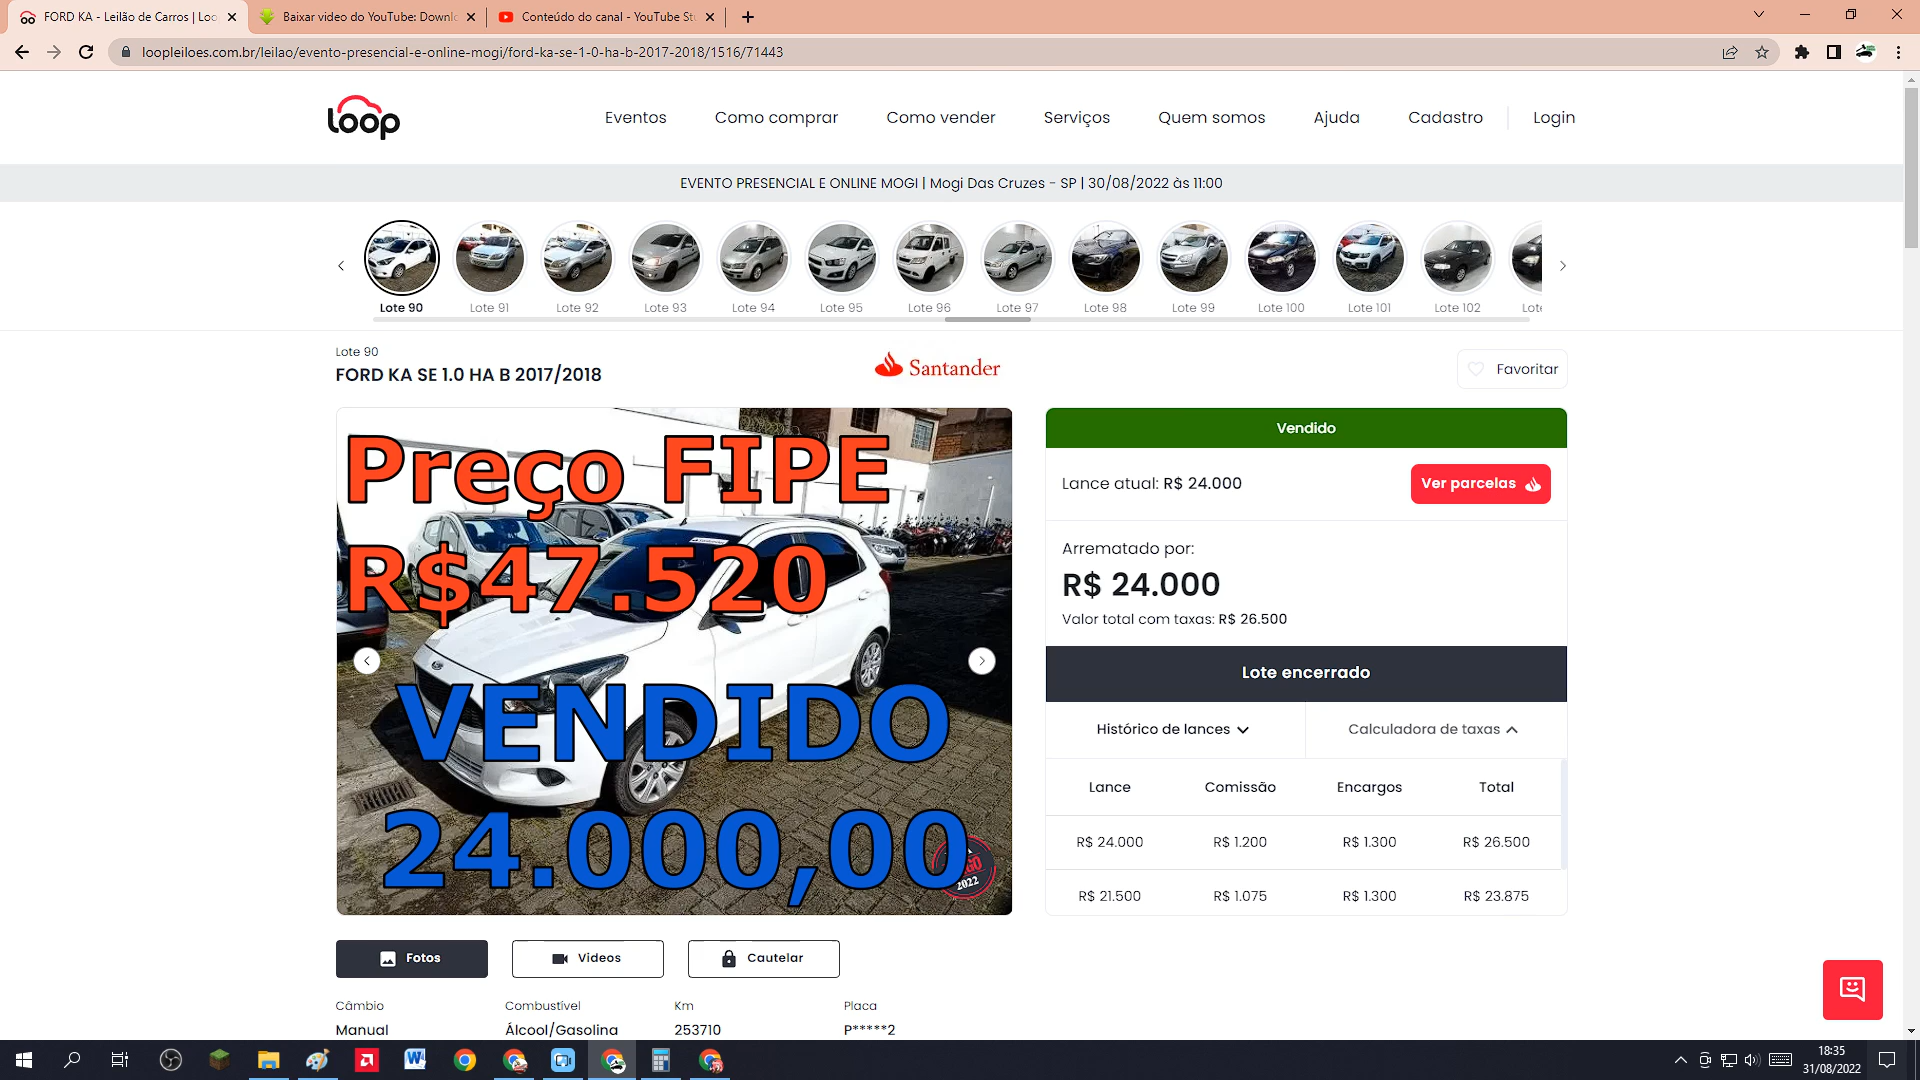 FORD KA - Leilão de Carros | Loo
Baixar video do YouTube: Downlo
Conteúdo do canal - YouTube Stu
loopleiloes.com.br/leilao/evento-presencial-e-online-mogi/ford-ka-se-1-0-ha-b-2017-2018/1516/71443
loop
Eventos
Como comprar
Como vender
Serviços
Quem somos
Ajuda
Cadastro
Login
EVENTO PRESENCIAL E ONLINE MOGI | Mogi Das Cruzes - SP | 30/08/2022 às 11:00
Lote 90
Lote 91
Lote 92
Lote 93
Lote 94
Lote 95
Lote 96
Lote 97
Lote 98
Lote 99
Lote 100
Lote 101
Lote 102
Lote
Lote 90
FORD KA SE 1.0 HA B 2017/2018
Santander
Favoritar
Preço FIPE
R$47.520
VENDIDO
24.000,00
2022
Vendido
Lance atual: R$ 24.000
Ver parcelas
Arrematado por:
R$ 24.000
Valor total com taxas: R$ 26.500
Lote encerrado
Histórico de lances
Calculadora de taxas
Lance Comissão Encargos Total
R$ 24.000 R$ 1.200 R$ 1.300 R$ 26.500
R$ 21.500 R$ 1.075 R$ 1.300 R$ 23.875
Fotos
Videos
Cautelar
Câmbio Combustível Km Placa
Manual Álcool/Gasolina 253710 P*****2
18:35
31/08/2022